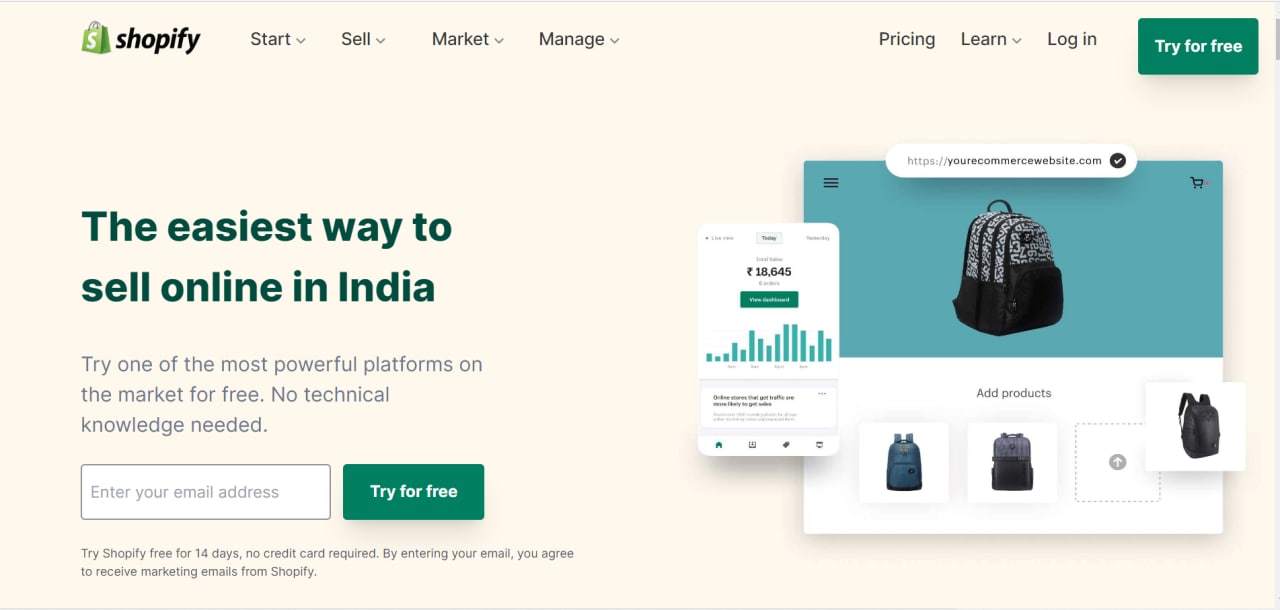 shopify
Start
Sell
Market
Manage
Pricing
Learn
Log in
Try for free
The easiest way to
sell online in India
Try one of the most powerful platforms on
the market for free. No technical
knowledge needed.
Enter your email address
Try for free
Try Shopify free for 14 days, no credit card required. By entering your email, you agree
to receive marketing emails from Shopify.
https://yourecommercewebsite.com
Live view
Today
Yesterday
Total Sales
₹ 18,645
6 orders
View dashboard
Online stores that get traffic are
more likely to get sales
Add products